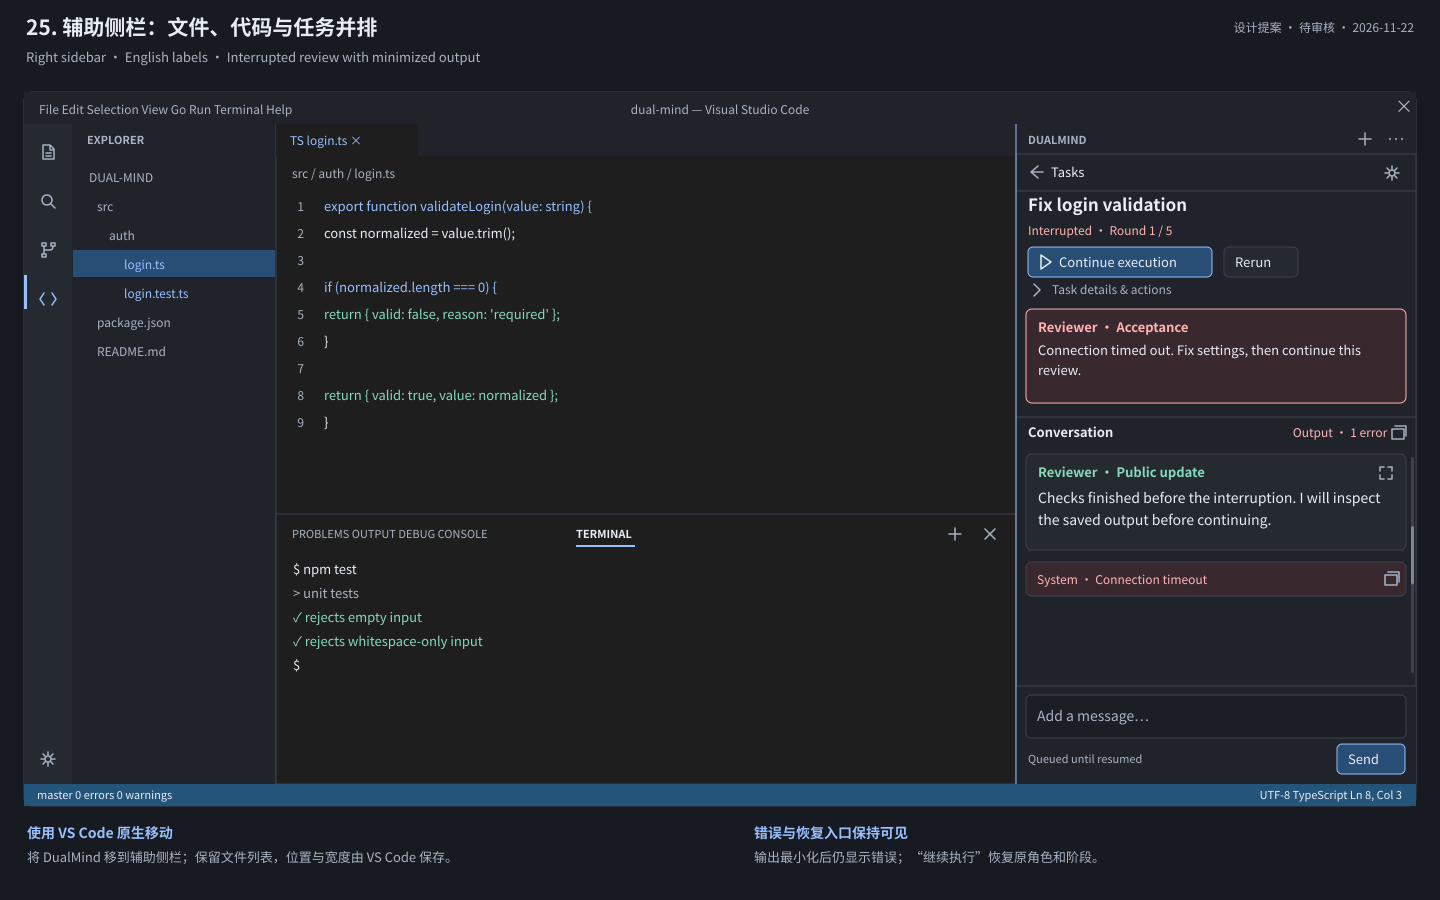 25. 辅助侧栏：文件、代码与任务并排
设计提案 • 待审核 • 2026-11-22
Right sidebar • English labels • Interrupted review with minimized output
File Edit Selection View Go Run Terminal Help
dual-mind — Visual Studio Code
EXPLORER
DUAL-MIND
src
auth
login.ts
login.test.ts
package.json
README.md
TS login.ts ×
src / auth / login.ts
1 export function validateLogin(value: string) {
2 const normalized = value.trim();
3
4 if (normalized.length === 0) {
5 return { valid: false, reason: 'required' };
6 }
7
8 return { valid: true, value: normalized };
9 }
PROBLEMS OUTPUT DEBUG CONSOLE
TERMINAL
$ npm test
> unit tests
✓ rejects empty input
✓ rejects whitespace-only input
$
DUALMIND
Tasks
Fix login validation
Interrupted • Round 1 / 5
Continue execution
Rerun
Task details & actions
Reviewer • Acceptance
Connection timed out. Fix settings, then continue this
review.
Conversation
Output • 1 error
Reviewer • Public update
Checks finished before the interruption. I will inspect
the saved output before continuing.
System • Connection timeout
Add a message…
Queued until resumed
Send
master 0 errors 0 warnings
UTF-8 TypeScript Ln 8, Col 3
使用 VS Code 原生移动
将 DualMind 移到辅助侧栏；保留文件列表，位置与宽度由 VS Code 保存。
错误与恢复入口保持可见
输出最小化后仍显示错误；“继续执行”恢复原角色和阶段。